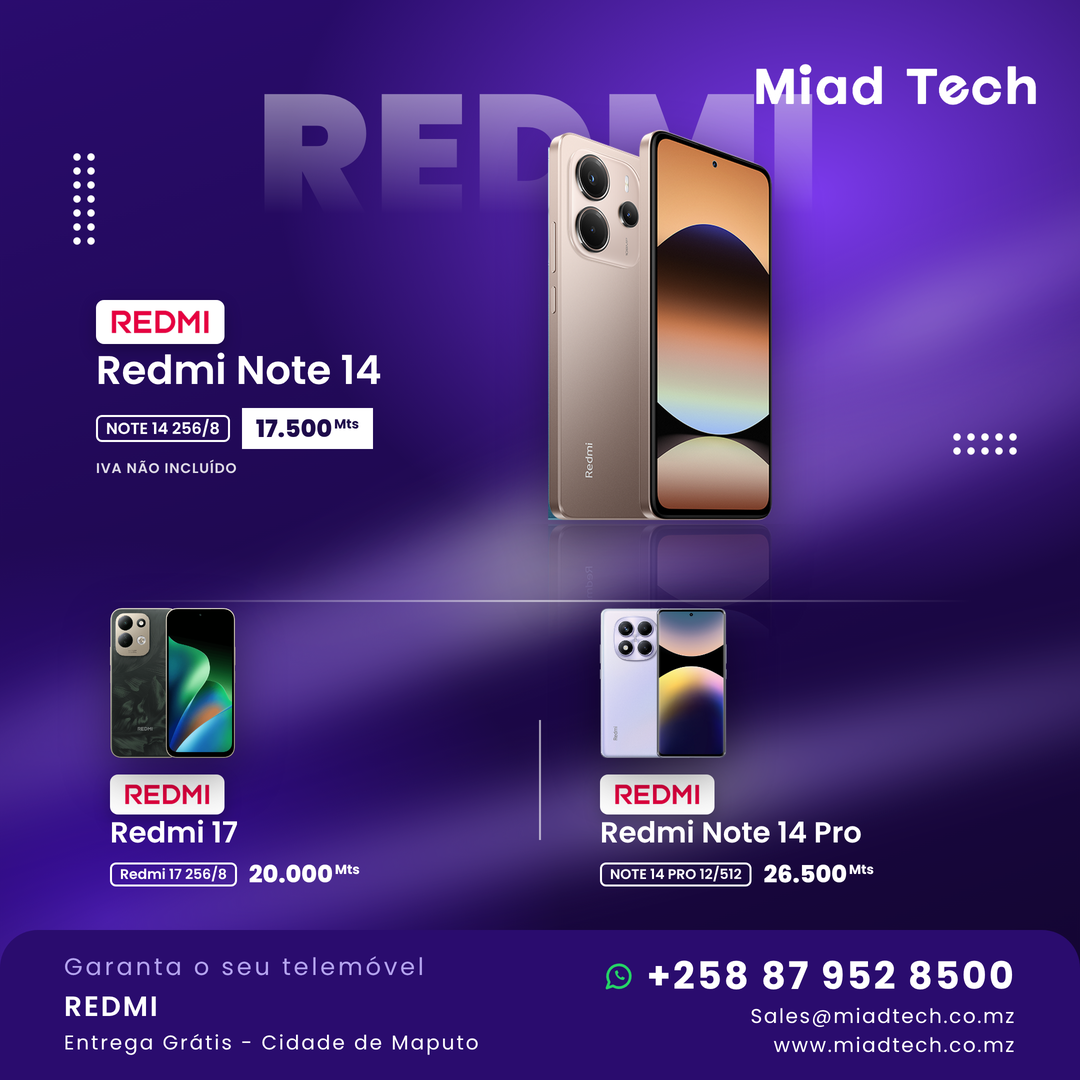 Miad Tech
REDMI
REDMI
Redmi Note 14
NOTE 14 256/8 17.500 Mts
IVA NÃO INCLUÍDO
Redmi
REDMI
Redmi 17
Redmi 17 256/8 20.000 Mts
REDMI
Redmi Note 14 Pro
NOTE 14 PRO 12/512 26.500 Mts
Garanta o seu telemóvel
REDMI
Entrega Grátis - Cidade de Maputo
+258 87 952 8500
Sales@miadtech.co.mz
www.miadtech.co.mz